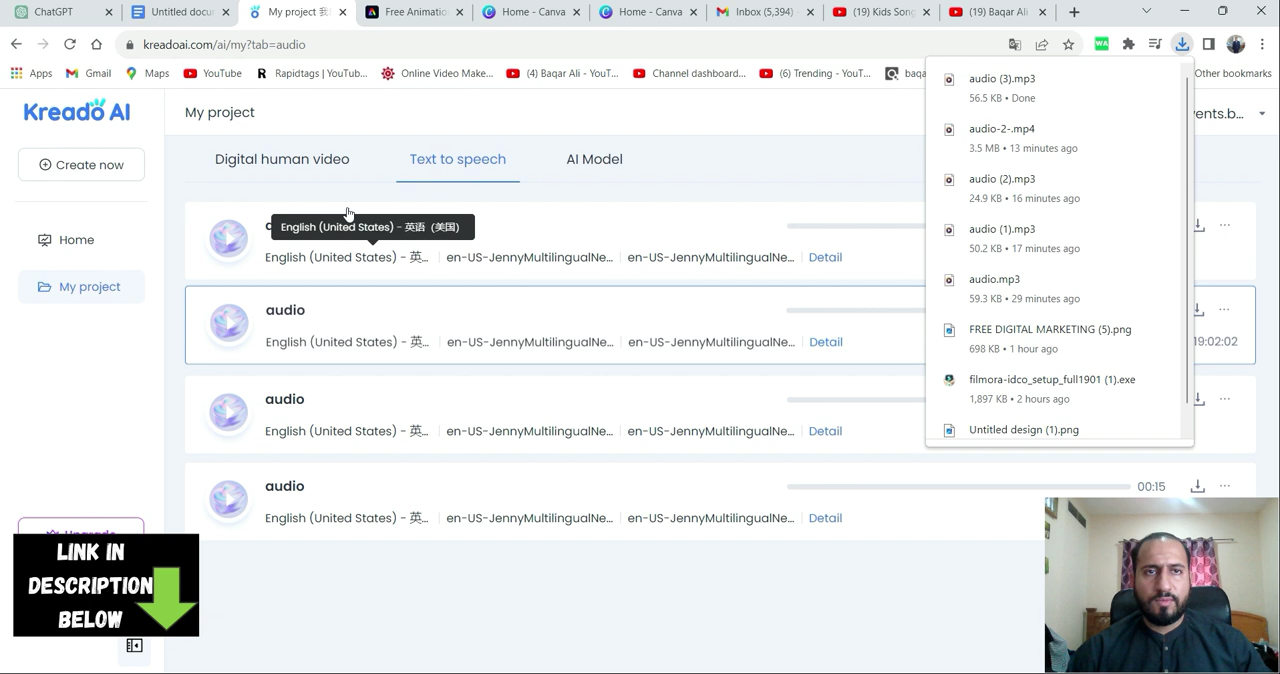 ChatGPT
Untitled docu
My project 我
Free Animatio
Home - Canva
Home - Canva
Inbox (5,394)
(19) Kids Song
(19) Baqar Ali
kreadoai.com/ai/my?tab=audio
Apps
Gmail
Maps
YouTube
Rapidtags | YouTub...
Online Video Make...
(4) Baqar Ali - YouT...
Channel dashboard...
(6) Trending - YouT...
baqa
Other bookmarks
Kreado AI
My project
ents.b...
Create now
Home
My project
Digital human video
Text to speech
AI Model
English (United States) - 英语（美国）
English (United States) - 英...
en-US-JennyMultilingualNe...
en-US-JennyMultilingualNe...
Detail
audio
English (United States) - 英...
en-US-JennyMultilingualNe...
en-US-JennyMultilingualNe...
Detail
19:02:02
audio
English (United States) - 英...
en-US-JennyMultilingualNe...
en-US-JennyMultilingualNe...
Detail
audio
00:15
English (United States) - 英...
en-US-JennyMultilingualNe...
en-US-JennyMultilingualNe...
Detail
audio (3).mp3
56.5 KB • Done
audio-2-.mp4
3.5 MB • 13 minutes ago
audio (2).mp3
24.9 KB • 16 minutes ago
audio (1).mp3
50.2 KB • 17 minutes ago
audio.mp3
59.3 KB • 29 minutes ago
FREE DIGITAL MARKETING (5).png
698 KB • 1 hour ago
filmora-idco_setup_full1901 (1).exe
1,897 KB • 2 hours ago
Untitled design (1).png
LINK IN
DESCRIPTION
BELOW